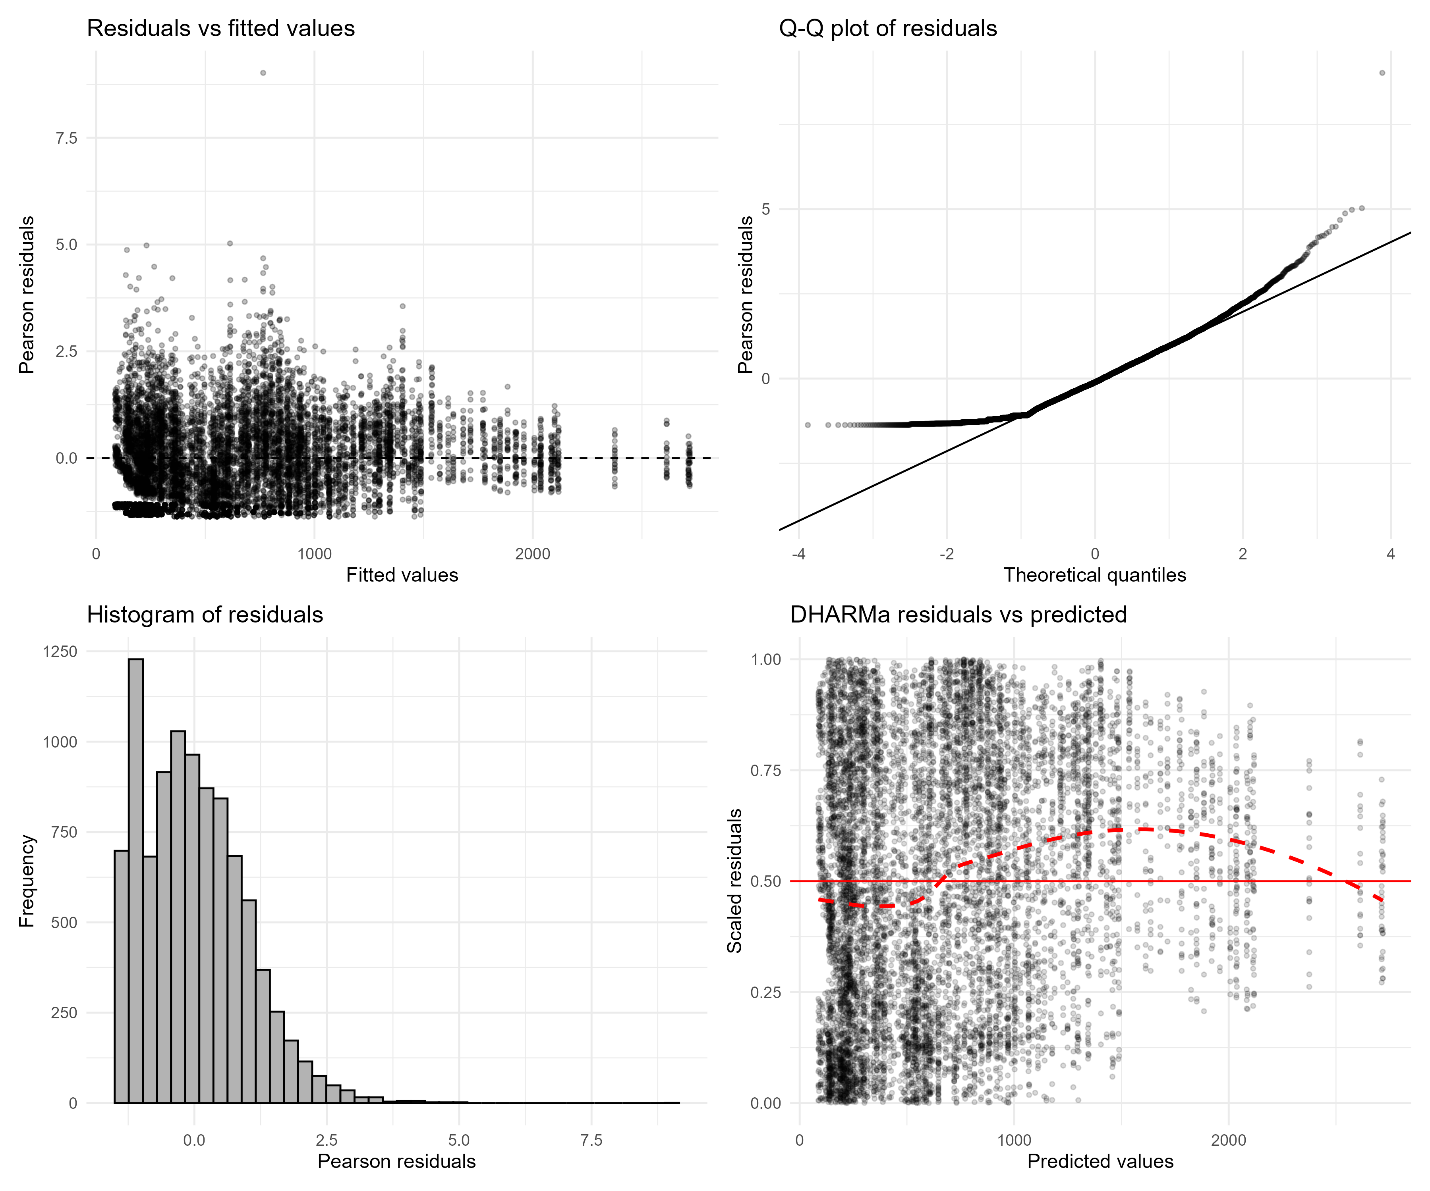 Residuals vs fitted values
Pearson residuals
7.5
5.0
2.5
0.0
0
1000
2000
Fitted values
Q-Q plot of residuals
Pearson residuals
5
0
-4
-2
0
2
4
Theoretical quantiles
Histogram of residuals
Frequency
1250
1000
750
500
250
0
0.0
2.5
5.0
7.5
Pearson residuals
DHARMa residuals vs predicted
Scaled residuals
1.00
0.75
0.50
0.25
0.00
0
1000
2000
Predicted values